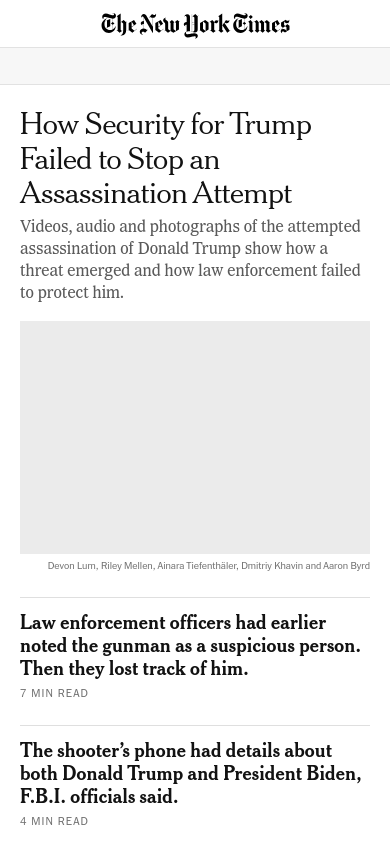 The New York Times
How Security for Trump
Failed to Stop an
Assassination Attempt
Videos, audio and photographs of the attempted
assassination of Donald Trump show how a
threat emerged and how law enforcement failed
to protect him.
Devon Lum, Riley Mellen, Ainara Tiefenthäler, Dmitriy Khavin and Aaron Byrd
Law enforcement officers had earlier
noted the gunman as a suspicious person.
Then they lost track of him.
7 MIN READ
The shooter’s phone had details about
both Donald Trump and President Biden,
F.B.I. officials said.
4 MIN READ